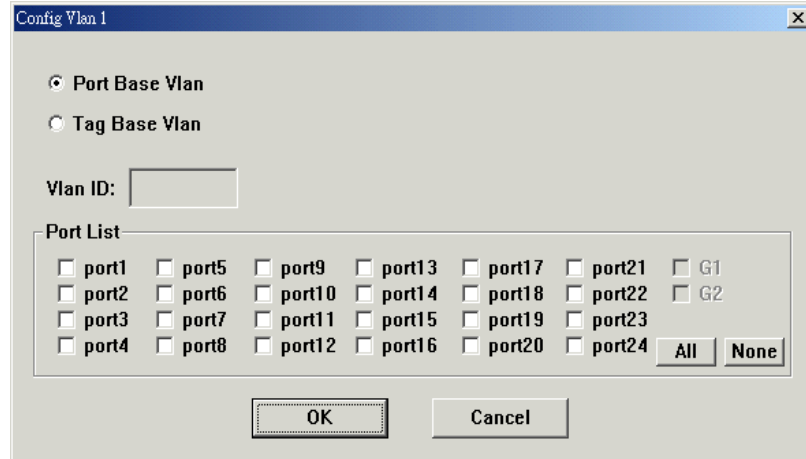 Config Vlan 1
Port Base Vlan
Tag Base Vlan
Vlan ID:
Port List
port1 port5 port9 port13 port17 port21 G1
port2 port6 port10 port14 port18 port22 G2
port3 port7 port11 port15 port19 port23
port4 port8 port12 port16 port20 port24 All None
OK Cancel